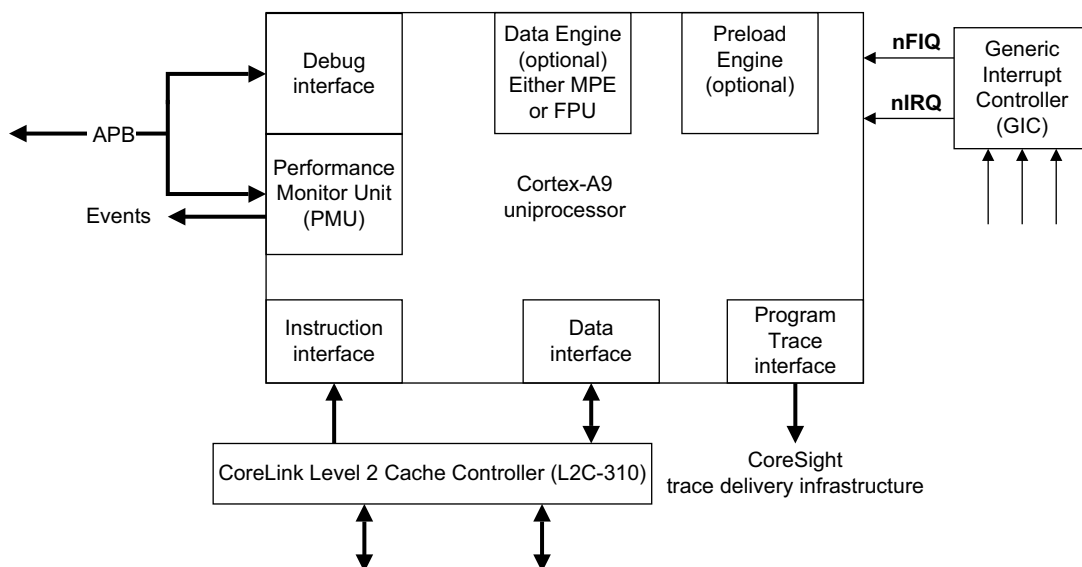 Debug
interface
Data Engine
(optional)
Either MPE
or FPU
Preload
Engine
(optional)
nFIQ
nIRQ
Generic
Interrupt
Controller
(GIC)
APB
Performance
Monitor Unit
(PMU)
Events
Cortex-A9
uniprocessor
Instruction
interface
Data
interface
Program
Trace
interface
CoreLink Level 2 Cache Controller (L2C-310)
CoreSight
trace delivery infrastructure